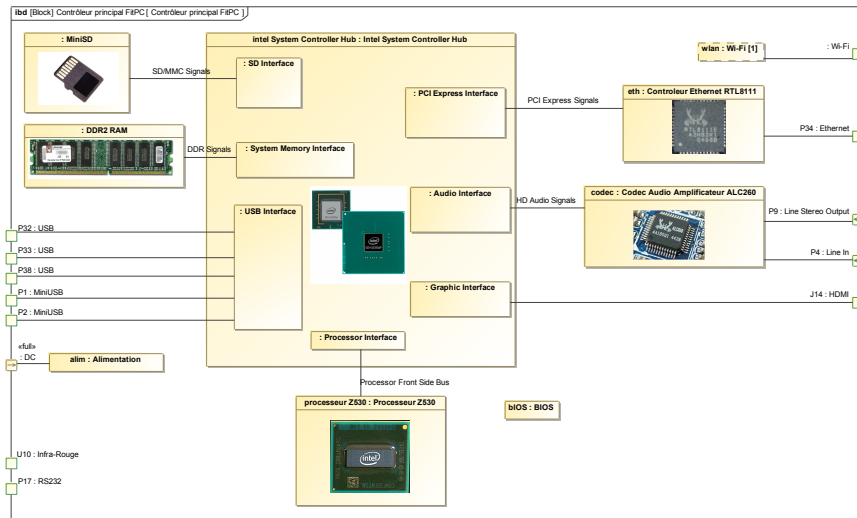 ibd [Block] Contrôleur principal FitPC [ Contrôleur principal FitPC ]
: MiniSD
SD/MMC Signals
intel System Controller Hub : Intel System Controller Hub
: SD Interface
: PCI Express Interface
PCI Express Signals
wlan : Wi-Fi [1]
: Wi-Fi
eth : Controleur Ethernet RTL8111
P34 : Ethernet
: DDR2 RAM
DDR Signals
: System Memory Interface
: Audio Interface
HD Audio Signals
codec : Codec Audio Amplificateur ALC260
P9 : Line Stereo Output
P4 : Line In
: USB Interface
P32 : USB
P33 : USB
P38 : USB
P1 : MiniUSB
P2 : MiniUSB
intel
: Graphic Interface
J14 : HDMI
: Processor Interface
«full»
: DC
alim : Alimentation
Processor Front Side Bus
processeur Z530 : Processeur Z530
intel
bIOS : BIOS
U10 : Infra-Rouge
P17 : RS232